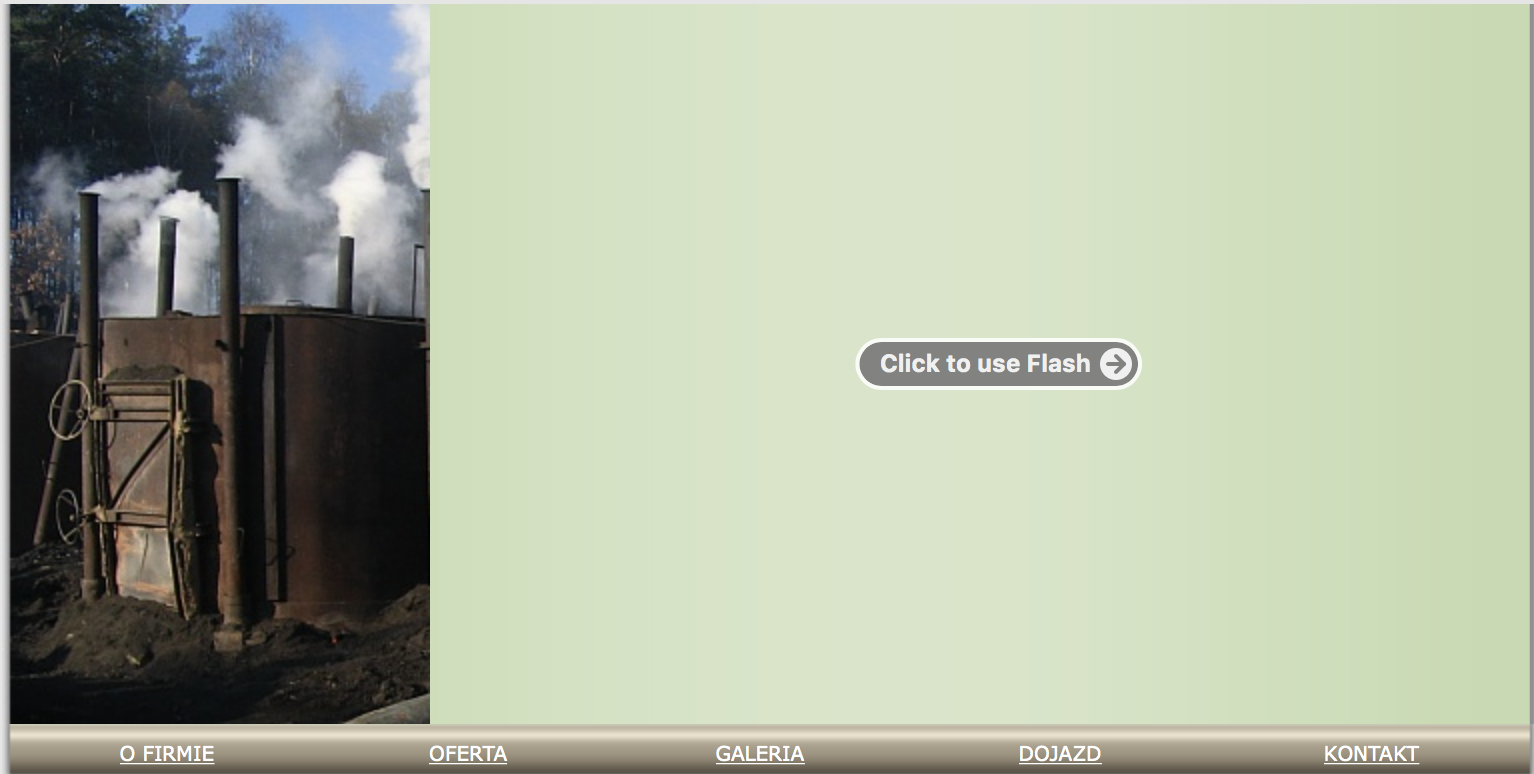 Click to use Flash
O FIRMIE OFERTA GALERIA DOJAZD KONTAKT